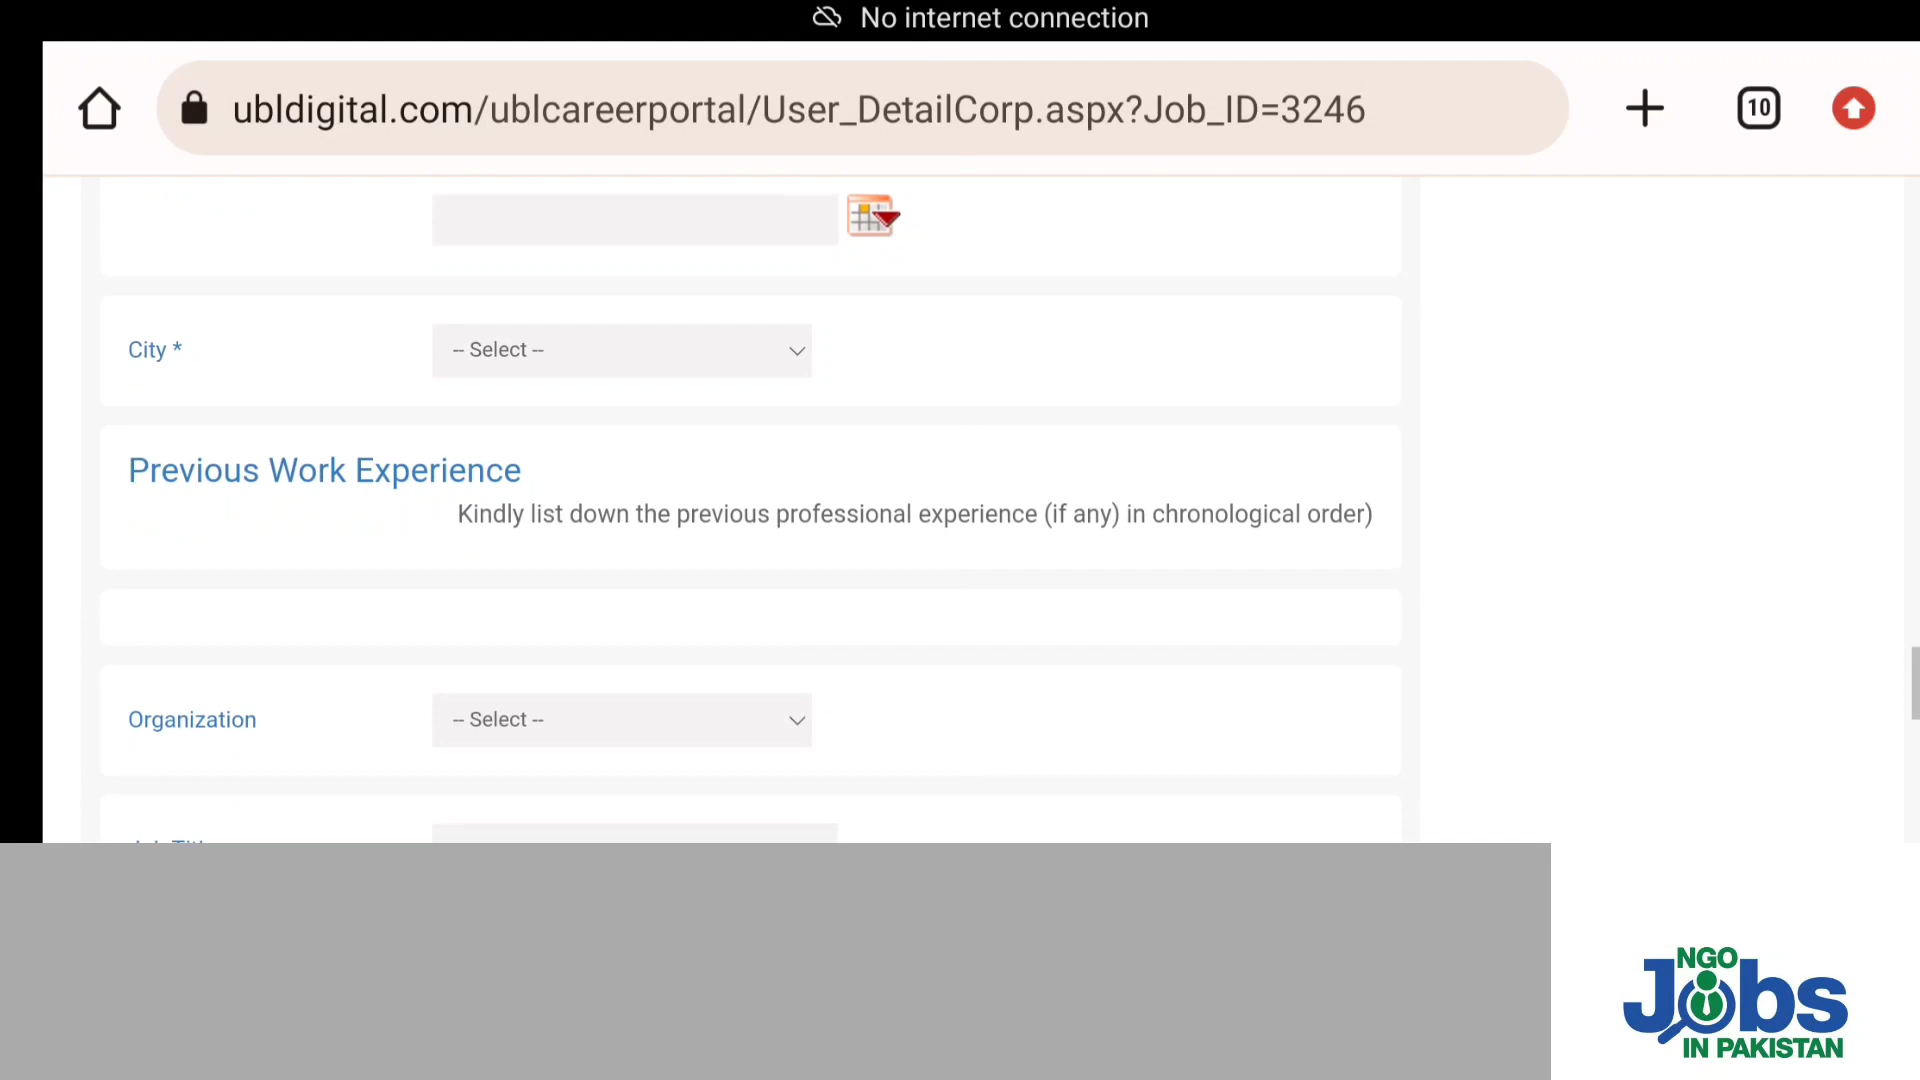 No internet connection
ubldigital.com/ublcareerportal/User_DetailCorp.aspx?Job_ID=3246
10
City *
-- Select --
Previous Work Experience
Kindly list down the previous professional experience (if any) in chronological order)
Organization
-- Select --
NGO
Jobs
IN PAKISTAN